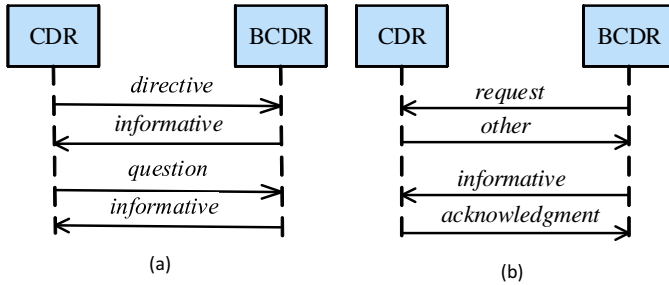 CDR BCDR CDR BCDR
directive
informative
question
informative
(a)
request
other
informative
acknowledgment
(b)